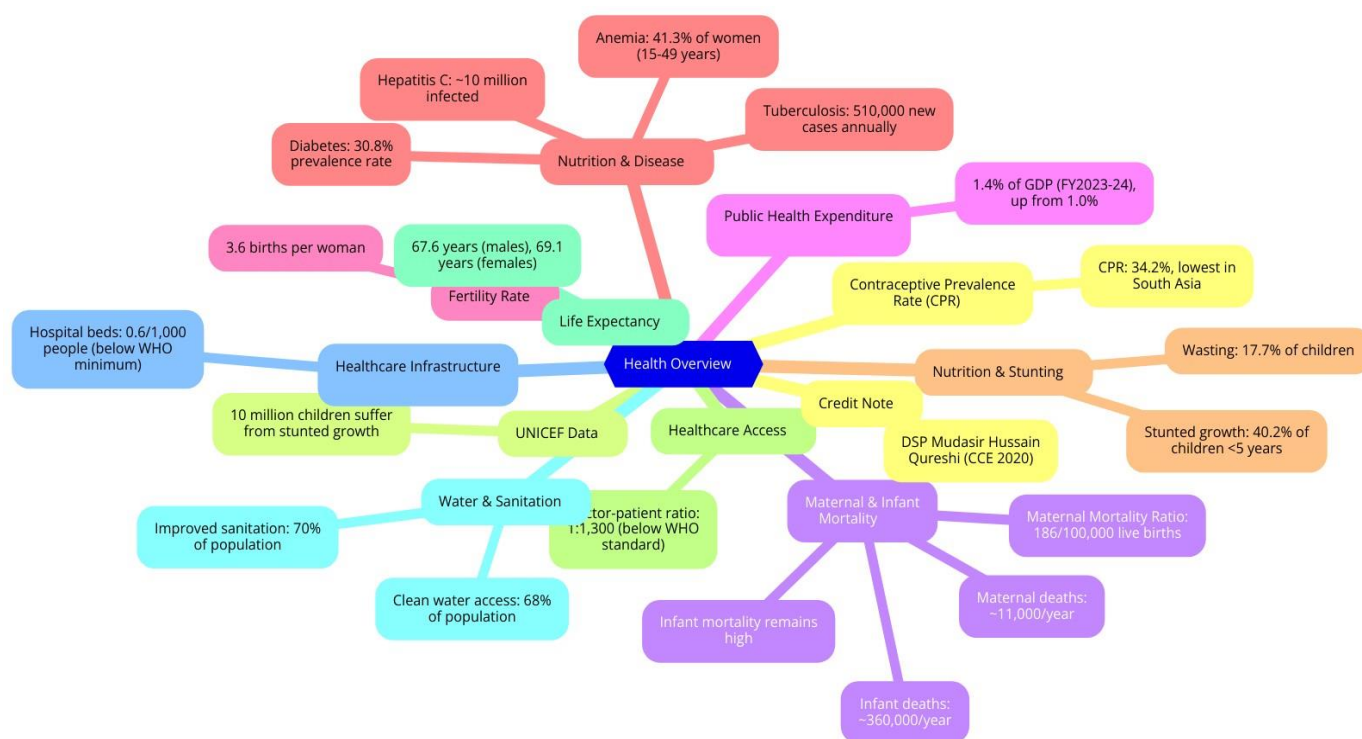 Anemia: 41.3% of women
(15-49 years)
Hepatitis C: ~10 million
infected
Tuberculosis: 510,000 new
cases annually
Diabetes: 30.8%
prevalence rate
Nutrition & Disease
1.4% of GDP (FY2023-24),
up from 1.0%
Public Health Expenditure
3.6 births per woman
67.6 years (males), 69.1
years (females)
Fertility Rate
Life Expectancy
Contraceptive Prevalence
Rate (CPR)
CPR: 34.2%, lowest in
South Asia
Hospital beds: 0.6/1,000
people (below WHO
minimum)
Healthcare Infrastructure
Health Overview
Nutrition & Stunting
Wasting: 17.7% of children
Stunted growth: 40.2% of
children <5 years
10 million children suffer
from stunted growth
UNICEF Data
Healthcare Access
Credit Note
DSP Mudasir Hussain
Qureshi (CCE 2020)
Water & Sanitation
ctor-patient ratio:
1:1,300 (below WHO
standard)
Improved sanitation: 70%
of population
Clean water access: 68%
of population
Maternal & Infant
Mortality
Maternal Mortality Ratio:
186/100,000 live births
Maternal deaths:
~11,000/year
Infant mortality remains
high
Infant deaths:
~360,000/year